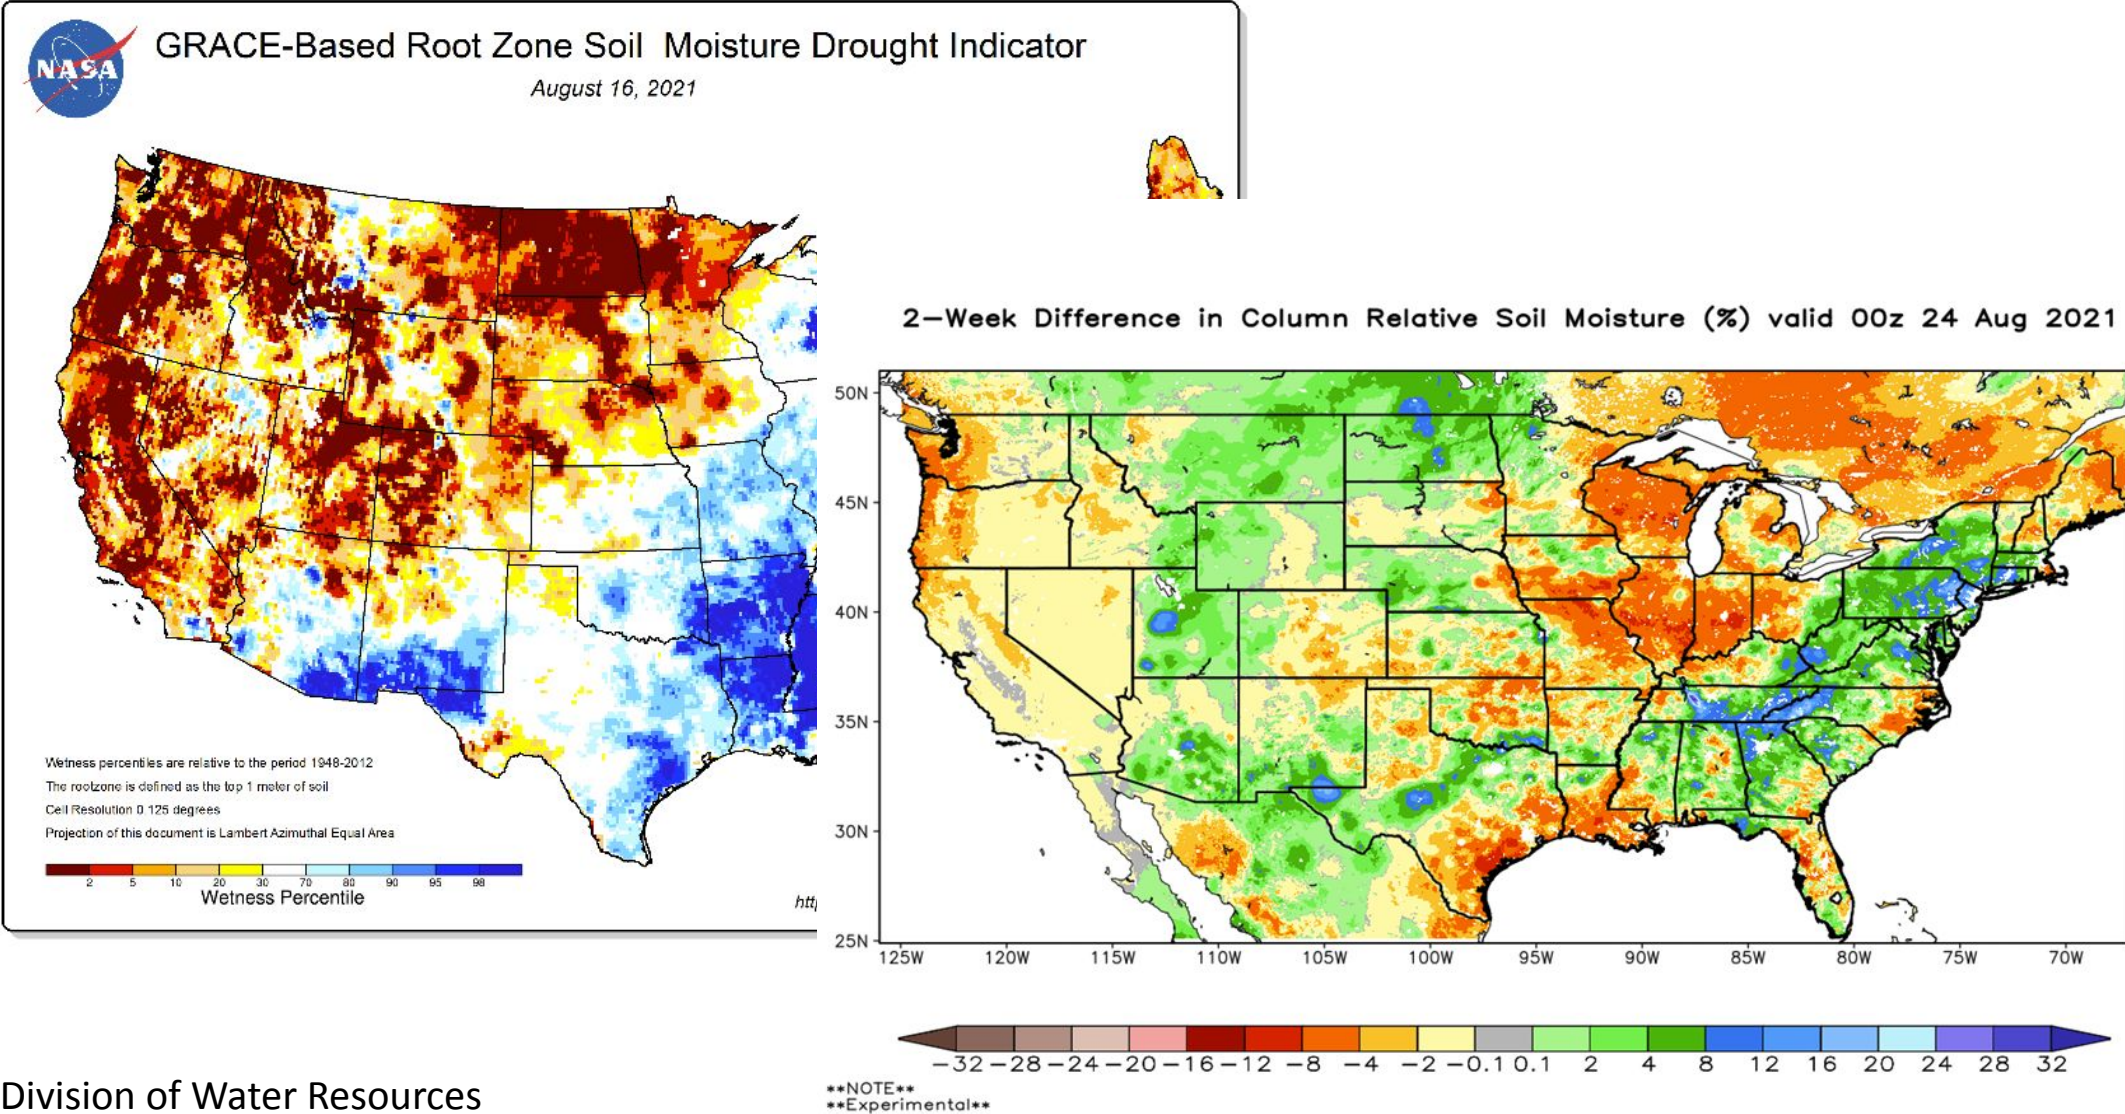 NASA
GRACE-Based Root Zone Soil Moisture Drought Indicator
August 16, 2021
Wetness percentiles are relative to the period 1948-2012
The rootzone is defined as the top 1 meter of soil
Cell Resolution 0.125 degrees
Projection of this document is Lambert Azimuthal Equal Area
2 5 10 20 30 70 80 90 95 98
Wetness Percentile
2-Week Difference in Column Relative Soil Moisture (%) valid 00z 24 Aug 2021
50N
45N
40N
35N
30N
25N
125W 120W 115W 110W 105W 100W 95W 90W 85W 80W 75W 70W
-32 -28 -24 -20 -16 -12 -8 -4 -2 -0.1 0.1 2 4 8 12 16 20 24 28 32
**NOTE**
**Experimental**
Division of Water Resources